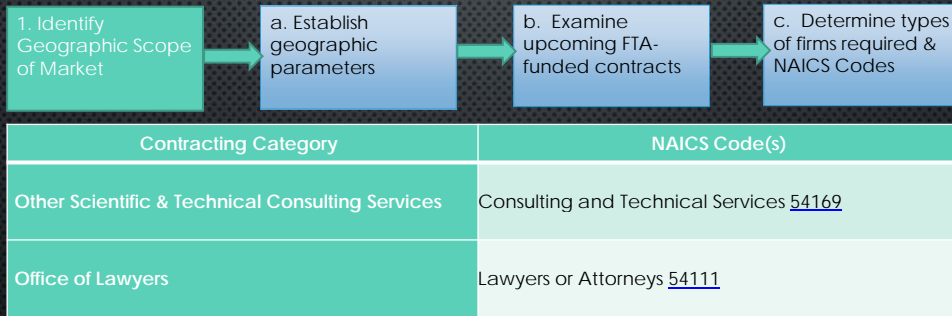 1. Identify
Geographic Scope
of Market
a. Establish
geographic
parameters
b. Examine
upcoming FTA-
funded contracts
c. Determine types
of firms required &
NAICS Codes
Contracting Category
NAICS Code(s)
Other Scientific & Technical Consulting Services
Consulting and Technical Services 54169
Office of Lawyers
Lawyers or Attorneys 54111